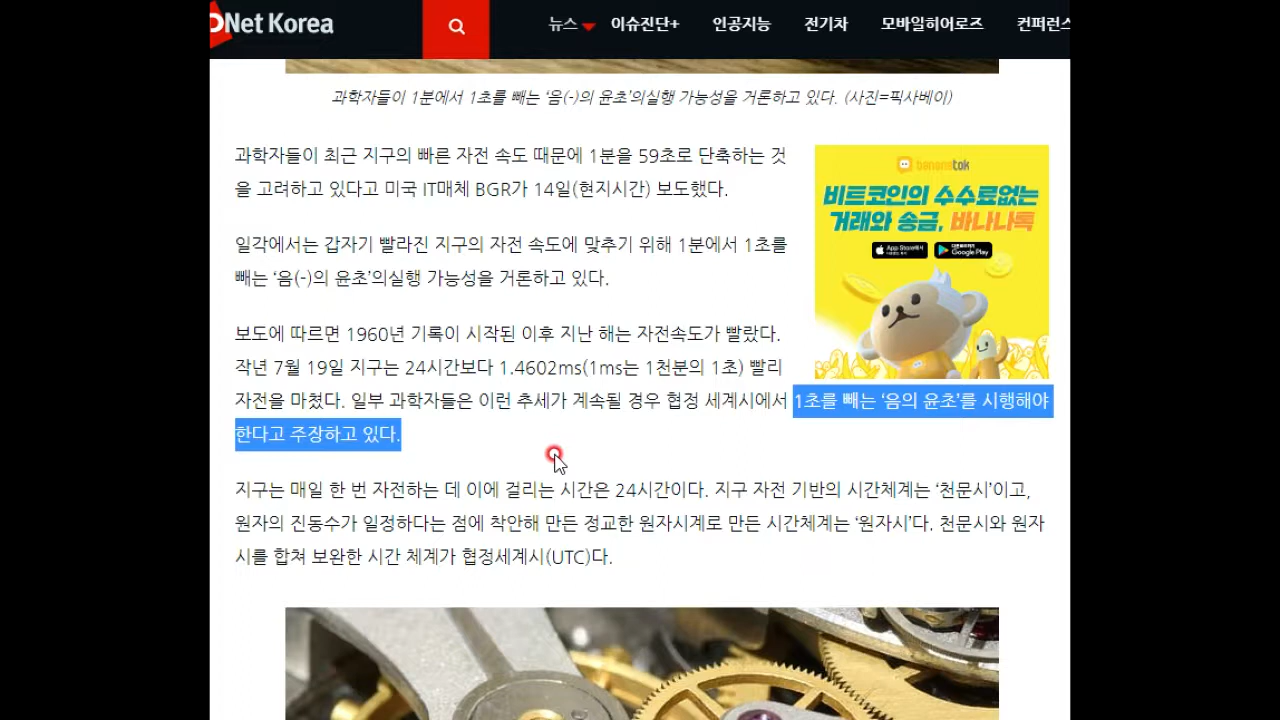 DNet Korea
뉴스 이슈진단+ 인공지능 전기차 모바일히어로즈 컨퍼런스
과학자들이 1분에서 1초를 빼는 ‘음(-)의 윤초’의실행 가능성을 거론하고 있다. (사진=픽사베이)
과학자들이 최근 지구의 빠른 자전 속도 때문에 1분을 59초로 단축하는 것
을 고려하고 있다고 미국 IT매체 BGR가 14일(현지시간) 보도했다.
일각에서는 갑자기 빨라진 지구의 자전 속도에 맞추기 위해 1분에서 1초를
빼는 ‘음(-)의 윤초’의실행 가능성을 거론하고 있다.
보도에 따르면 1960년 기록이 시작된 이후 지난 해는 자전속도가 빨랐다.
작년 7월 19일 지구는 24시간보다 1.4602ms(1ms는 1천분의 1초) 빨리
자전을 마쳤다. 일부 과학자들은 이런 추세가 계속될 경우 협정 세계시에서 1초를 빼는 ‘음의 윤초’를 시행해야
한다고 주장하고 있다.
지구는 매일 한 번 자전하는 데 이에 걸리는 시간은 24시간이다. 지구 자전 기반의 시간체계는 ‘천문시’이고,
원자의 진동수가 일정하다는 점에 착안해 만든 정교한 원자시계로 만든 시간체계는 ‘원자시’다. 천문시와 원자
시를 합쳐 보완한 시간 체계가 협정세계시(UTC)다.
bananatok
비트코인의 수수료없는
거래와 송금, 바나나톡
App Store에서
Google Play